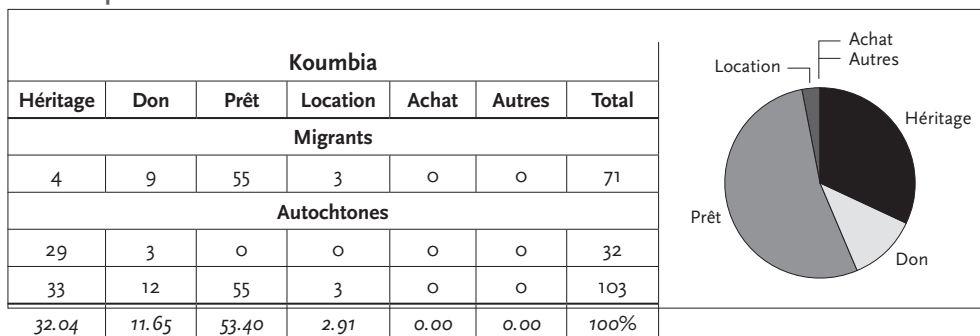 Koumbia
Héritage Don Prêt Location Achat Autres Total
Migrants
4 9 55 3 0 0 71
Autochtones
29 3 0 0 0 0 32
33 12 55 3 0 0 103
32.04 11.65 53.40 2.91 0.00 0.00 100%
Achat
Location Autres
Héritage
Prêt
Don